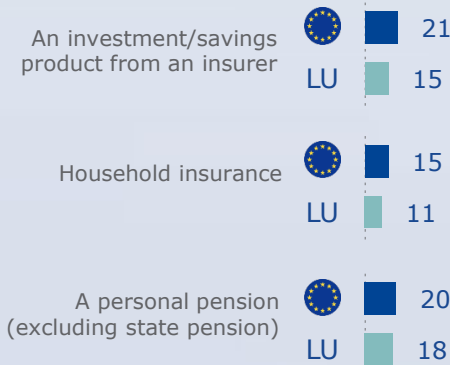 An investment/savings
product from an insurer
21
LU 15
Household insurance
15
LU 11
A personal pension
(excluding state pension)
20
LU 18